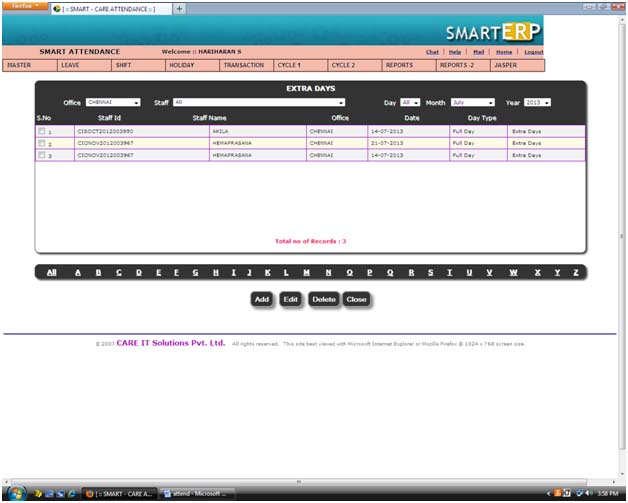 Firefox
[ :: SMART - CARE ATTENDANCE :: ]
+
SMARTERP
SMART ATTENDANCE
Welcome :: HARIHARAN S
Chat | Help | Mail | Home | Logout
MASTER LEAVE SHIFT HOLIDAY TRANSACTION CYCLE 1 CYCLE 2 REPORTS REPORTS -2 JASPER
EXTRA DAYS
Office CHENNAI Staff All Day All Month July Year 2013
S.No Staff Id Staff Name Office Date Day Type
1 CISOCT2012003950 AKILA CHENNAI 14-07-2013 Full Day Extra Days
2 CIONOV2012003967 HEMAPRASANA CHENNAI 21-07-2013 Full Day Extra Days
3 CIONOV2012003967 HEMAPRASANA CHENNAI 14-07-2013 Full Day Extra Days
Total no of Records : 3
All A B C D E F G H I J K L M N O P Q R S T U V W X Y Z
Add Edit Delete Close
© 2007 CARE IT Solutions Pvt. Ltd. All rights reserved. This site best viewed with Microsoft Internet Explorer or Mozilla Firefox @ 1024 x 768 screen size.
[ :: SMART - CARE A... attend - Microsoft ... 3:58 PM